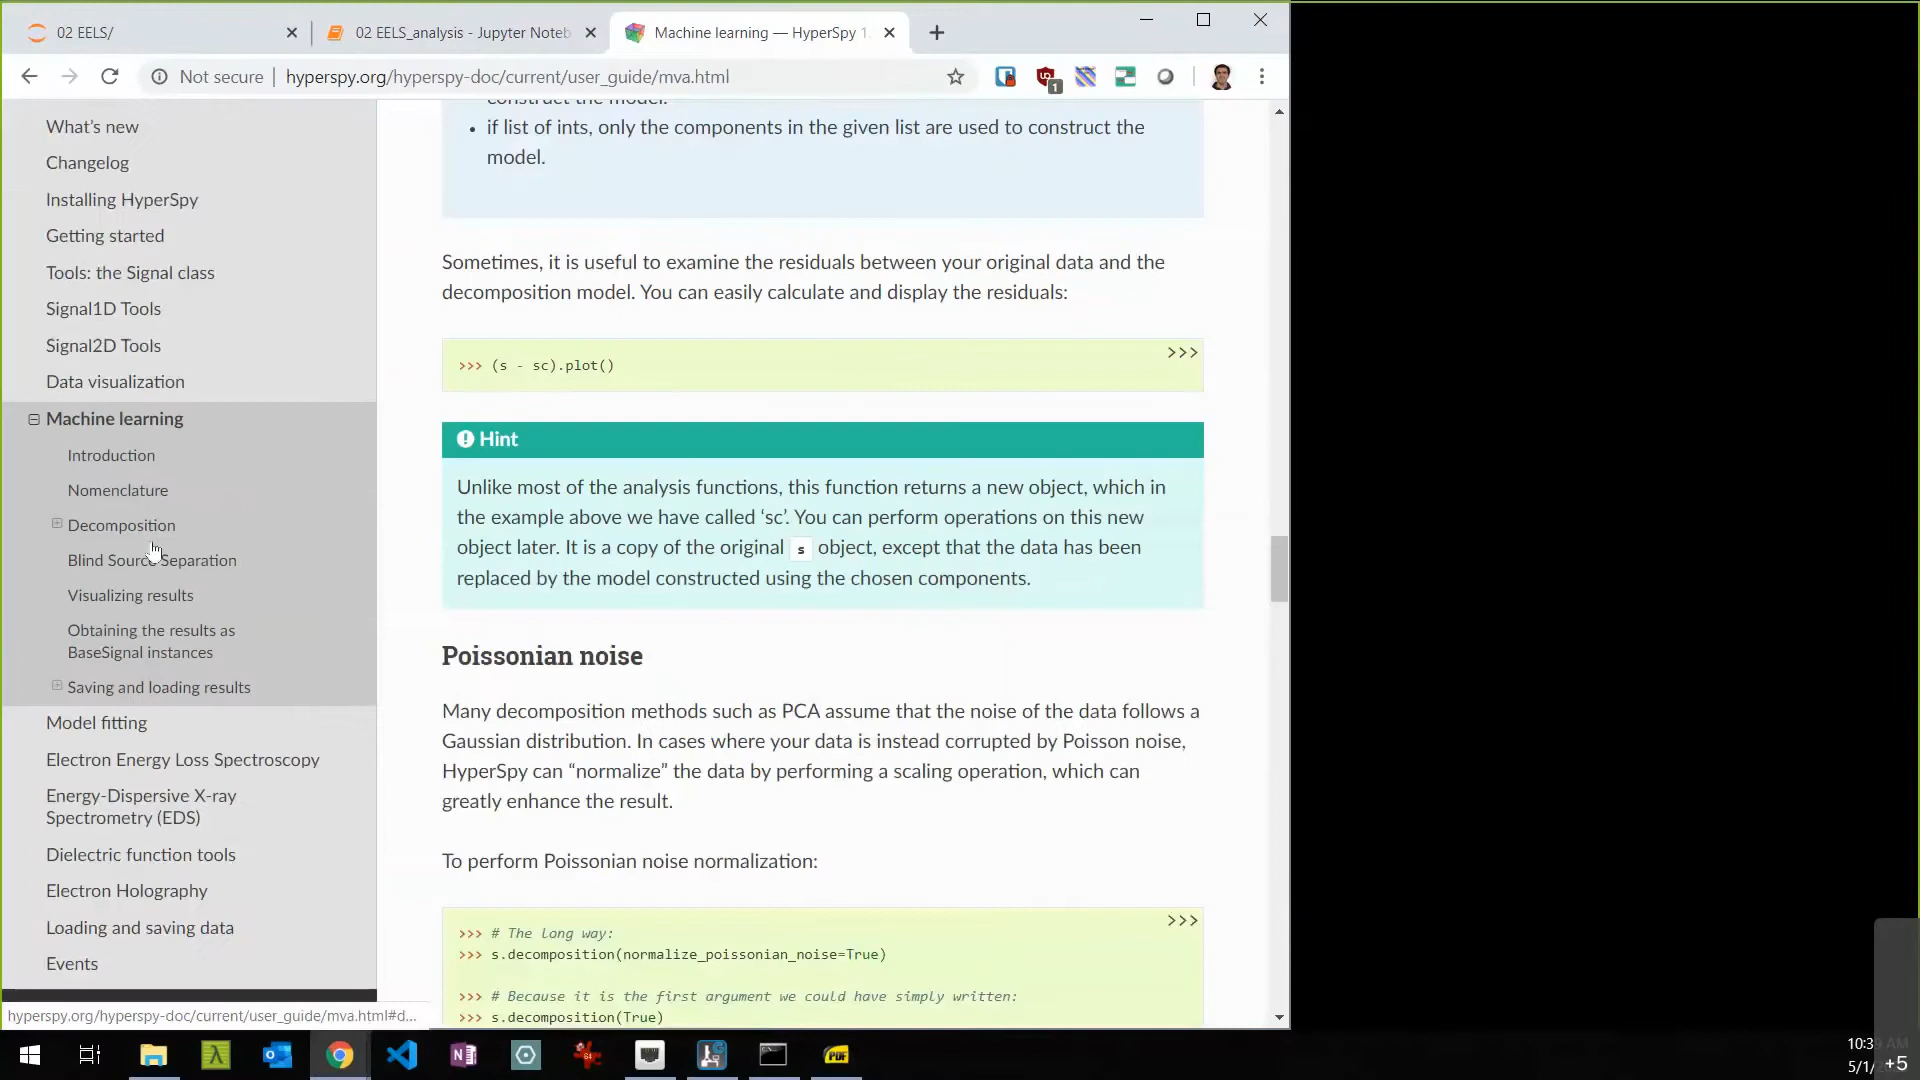 02 EELS/
02 EELS_analysis - Jupyter Noteb
Machine learning — HyperSpy 1.
Not secure
hyperspy.org/hyperspy-doc/current/user_guide/mva.html
1
What's new
Changelog
Installing HyperSpy
Getting started
Tools: the Signal class
Signal1D Tools
Signal2D Tools
Data visualization
Machine learning
Introduction
Nomenclature
Decomposition
Blind Source Separation
Visualizing results
Obtaining the results as
BaseSignal instances
Saving and loading results
Model fitting
Electron Energy Loss Spectroscopy
Energy-Dispersive X-ray
Spectrometry (EDS)
Dielectric function tools
Electron Holography
Loading and saving data
Events
hyperspy.org/hyperspy-doc/current/user_guide/mva.html#d...
construct the model.
• if list of ints, only the components in the given list are used to construct the
model.
Sometimes, it is useful to examine the residuals between your original data and the
decomposition model. You can easily calculate and display the residuals:
>>>
>>> (s - sc).plot()
Hint
Unlike most of the analysis functions, this function returns a new object, which in
the example above we have called ‘sc’. You can perform operations on this new
object later. It is a copy of the original s object, except that the data has been
replaced by the model constructed using the chosen components.
Poissonian noise
Many decomposition methods such as PCA assume that the noise of the data follows a
Gaussian distribution. In cases where your data is instead corrupted by Poisson noise,
HyperSpy can “normalize” the data by performing a scaling operation, which can
greatly enhance the result.
To perform Poissonian noise normalization:
>>>
>>> # The long way:
>>> s.decomposition(normalize_poissonian_noise=True)
>>> # Because it is the first argument we could have simply written:
>>> s.decomposition(True)
PDF
10:39 AM
5/1/
+5